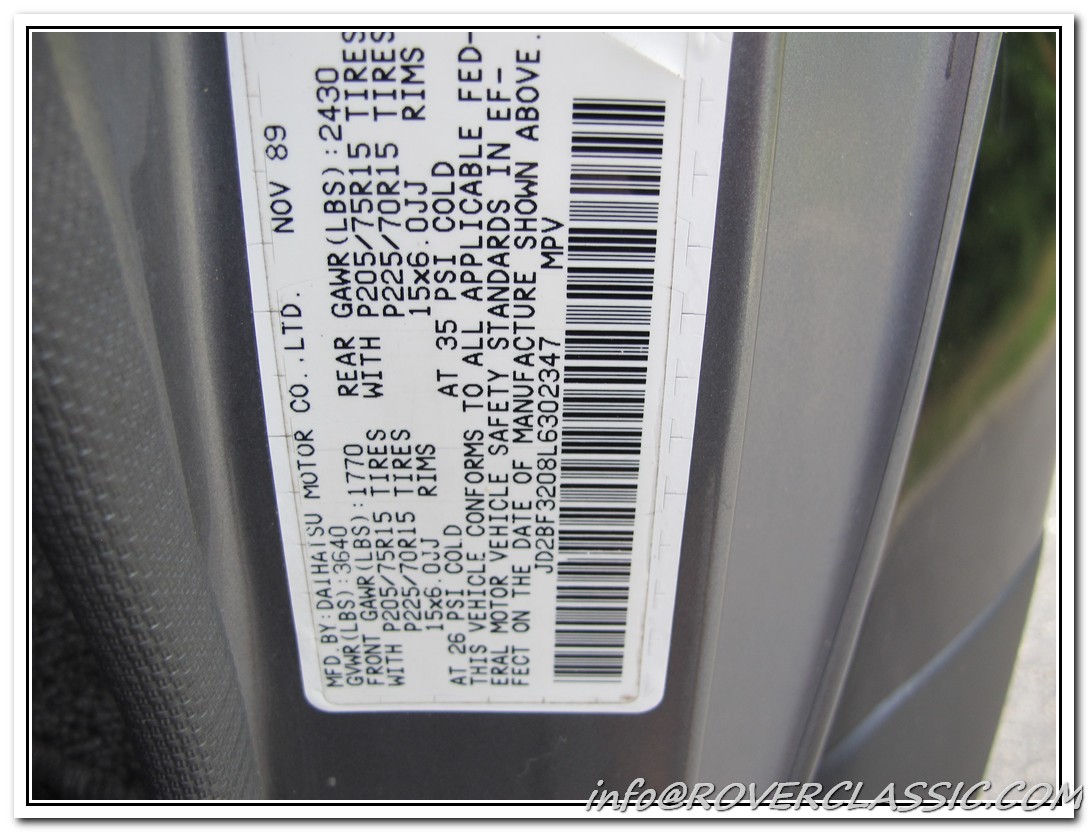 MFD.BY:DAIHATSU MOTOR CO.,LTD. NOV 89
GVWR(LBS):3640
FRONT GAWR(LBS):1770 REAR GAWR(LBS):2430
WITH P205/75R15 TIRES WITH P205/75R15 TIRES
P225/70R15 TIRES P225/70R15 TIRES
15x6.0JJ RIMS 15x6.0JJ RIMS
AT 26 PSI COLD AT 35 PSI COLD
THIS VEHICLE CONFORMS TO ALL APPLICABLE FED-
ERAL MOTOR VEHICLE SAFETY STANDARDS IN EF-
FECT ON THE DATE OF MANUFACTURE SHOWN ABOVE.
JD2BF3208L6302347 MPV
info@ROVERCLASSIC.COM